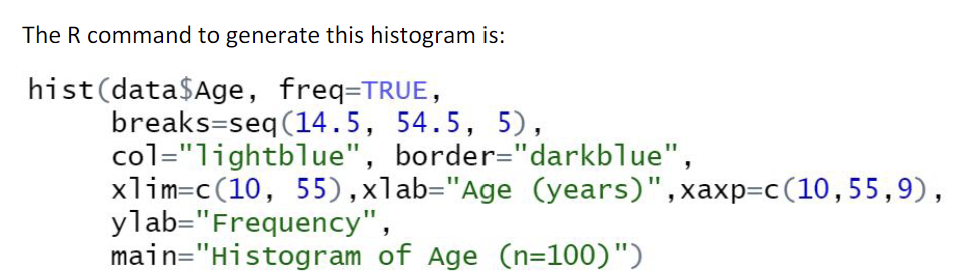 The R command to generate this histogram is:
hist(data$Age, freq=TRUE,
breaks=seq(14.5, 54.5, 5),
col="lightblue", border="darkblue",
xlim=c(10, 55),xlab="Age (years)",xaxp=c(10,55,9),
ylab="Frequency",
main="Histogram of Age (n=100)")